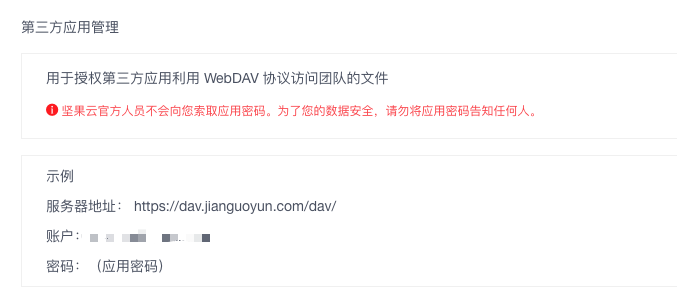 第三方应用管理
用于授权第三方应用利用 WebDAV 协议访问团队的文件
坚果云官方人员不会向您索取应用密码。为了您的数据安全，请勿将应用密码告知任何人。
示例
服务器地址： https://dav.jianguoyun.com/dav/
账户：
密码：（应用密码）